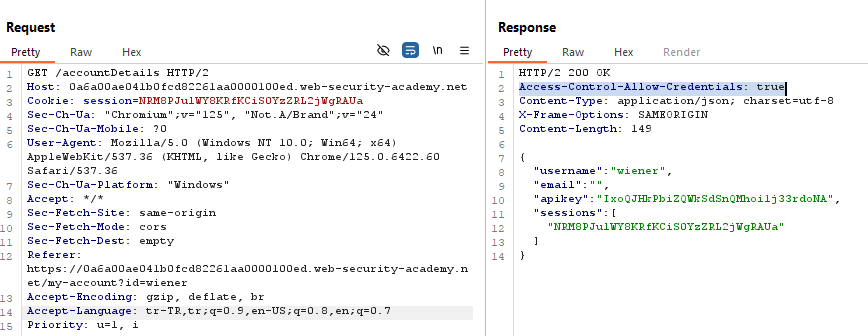 Request
Pretty Raw Hex
\n
1 GET /accountDetails HTTP/2
2 Host: 0a6a00ae041b0fcd82261aa0000100ed.web-security-academy.net
3 Cookie: session=NRM8PJulWY8KRfKCiS0YzZRL2jWgRAUa
4 Sec-Ch-Ua: "Chromium";v="125", "Not.A/Brand";v="24"
5 Sec-Ch-Ua-Mobile: ?0
6 User-Agent: Mozilla/5.0 (Windows NT 10.0; Win64; x64)
AppleWebKit/537.36 (KHTML, like Gecko) Chrome/125.0.6422.60
Safari/537.36
7 Sec-Ch-Ua-Platform: "Windows"
8 Accept: */*
9 Sec-Fetch-Site: same-origin
10 Sec-Fetch-Mode: cors
11 Sec-Fetch-Dest: empty
12 Referer:
https://0a6a00ae041b0fcd82261aa0000100ed.web-security-academy.ne
t/my-account?id=wiener
13 Accept-Encoding: gzip, deflate, br
14 Accept-Language: tr-TR,tr;q=0.9,en-US;q=0.8,en;q=0.7
15 Priority: u=1, i
Response
Pretty Raw Hex Render
1 HTTP/2 200 OK
2 Access-Control-Allow-Credentials: true
3 Content-Type: application/json; charset=utf-8
4 X-Frame-Options: SAMEORIGIN
5 Content-Length: 149
6
7 {
8 "username":"wiener",
9 "email":"",
10 "apikey":"IxoQJHkPbiZQWkSdSnQMhoilj33rdoNA",
11 "sessions":[
12 "NRM8PJulWY8KRfKCiS0YzZRL2jWgRAUa"
13 ]
14 }